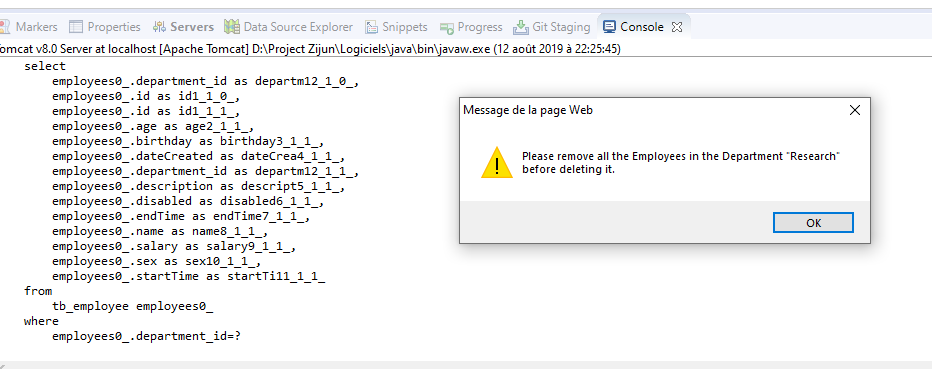 Markers Properties Servers Data Source Explorer Snippets Progress Git Staging Console
omcat v8.0 Server at localhost [Apache Tomcat] D:\Project Zijun\Logiciels\java\bin\javaw.exe (12 août 2019 à 22:25:45)
select
employees0_.department_id as departm12_1_0_,
employees0_.id as id1_1_0_,
employees0_.id as id1_1_1_,
employees0_.age as age2_1_1_,
employees0_.birthday as birthday3_1_1_,
employees0_.dateCreated as dateCrea4_1_1_,
employees0_.department_id as departm12_1_1_,
employees0_.description as descript5_1_1_,
employees0_.disabled as disabled6_1_1_,
employees0_.endTime as endTime7_1_1_,
employees0_.name as name8_1_1_,
employees0_.salary as salary9_1_1_,
employees0_.sex as sex10_1_1_,
employees0_.startTime as startTi11_1_1_
from
tb_employee employees0_
where
employees0_.department_id=?
Message de la page Web
Please remove all the Employees in the Department "Research"
before deleting it.
OK